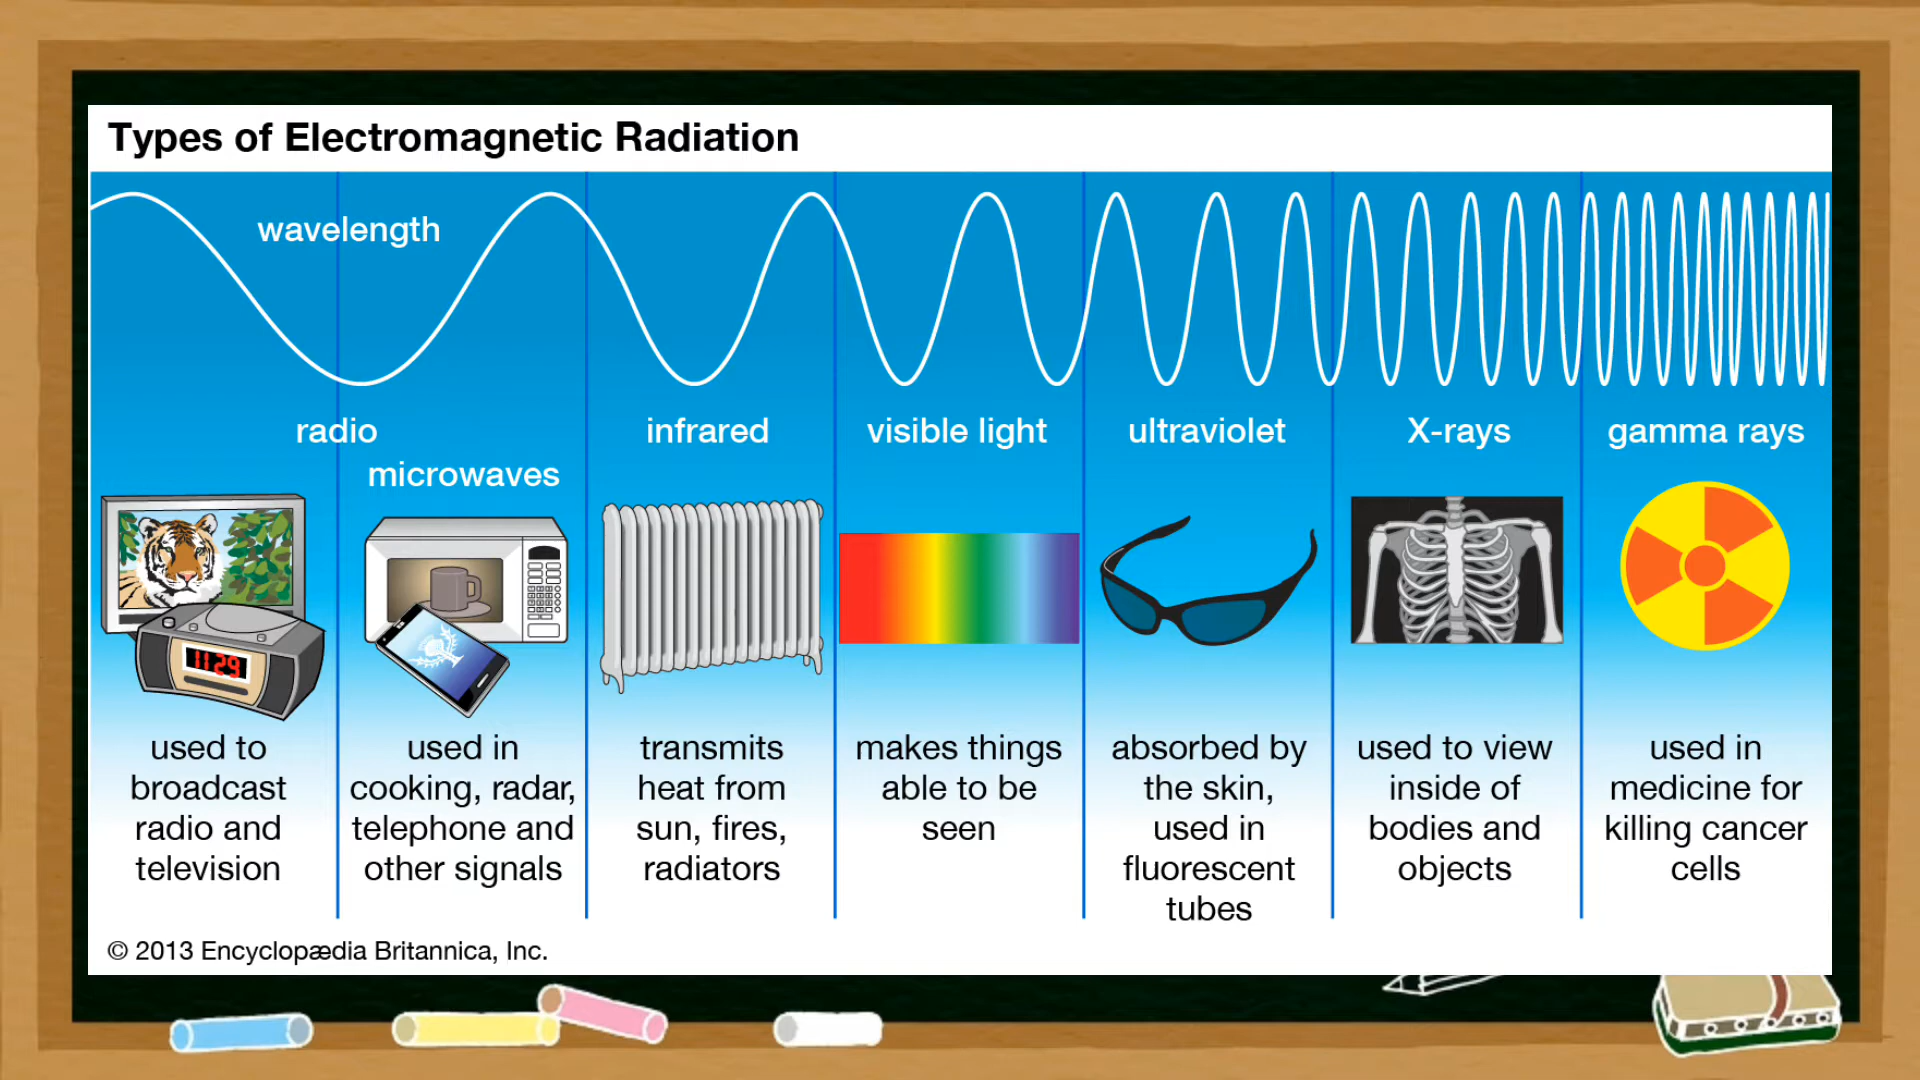 Types of Electromagnetic Radiation
wavelength
radio
microwaves
infrared
visible light
ultraviolet
X-rays
gamma rays
11:29
used to
broadcast
radio and
television
used in
cooking, radar,
telephone and
other signals
transmits
heat from
sun, fires,
radiators
makes things
able to be
seen
absorbed by
the skin,
used in
fluorescent
tubes
used to view
inside of
bodies and
objects
used in
medicine for
killing cancer
cells
© 2013 Encyclopædia Britannica, Inc.